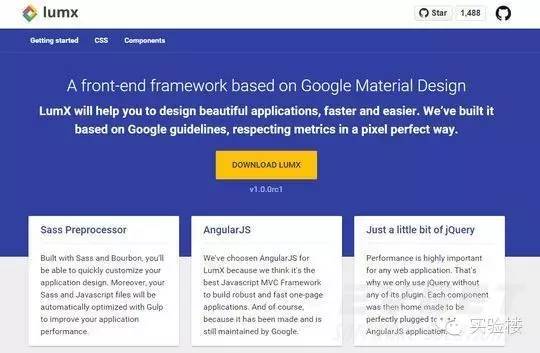 lumx
Star 1,488
Getting started CSS Components
A front-end framework based on Google Material Design
LumX will help you to design beautiful applications, faster and easier. We've built it
based on Google guidelines, respecting metrics in a pixel perfect way.
DOWNLOAD LUMX
v1.0.0rc1
Sass Preprocessor
Built with Sass and Bourbon, you'll
be able to quickly customize your
application design. Moreover, your
Sass and Javascript files will be
automatically optimized with Gulp
to improve your application
performance.
AngularJS
We've choosen AngularJS for
LumX because we think it's the
best Javascript MVC Framework
to build robust and fast one-page
applications. And of course,
because it has been made and is
still maintained by Google.
Just a little bit of jQuery
Performance is highly important
for any web application. That's
why we only use jQuery without
any of its plugin. Each component
was then home made to be
perfectly plugged to
AngularJS application.
实验楼